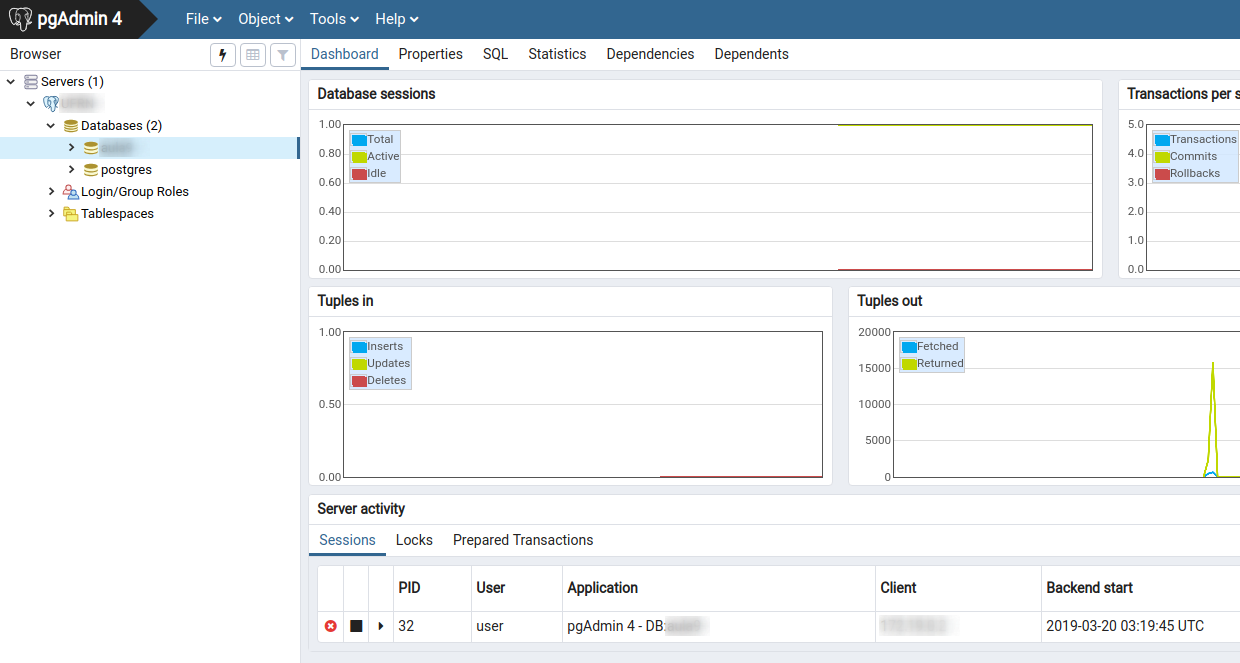 pgAdmin 4 File Object Tools Help
Browser Dashboard Properties SQL Statistics Dependencies Dependents
Servers (1)
Databases (2)
postgres
Login/Group Roles
Tablespaces
Database sessions
1.00
0.80
0.60
0.40
0.20
0.00
Total
Active
Idle
Transactions per s
5.0
4.0
3.0
2.0
1.0
0.0
Transactions
Commits
Rollbacks
Tuples in
1.00
0.50
0.00
Inserts
Updates
Deletes
Tuples out
20000
15000
10000
5000
0
Fetched
Returned
Server activity
Sessions Locks Prepared Transactions
PID User Application Client Backend start
32 user pgAdmin 4 - DB: 2019-03-20 03:19:45 UTC